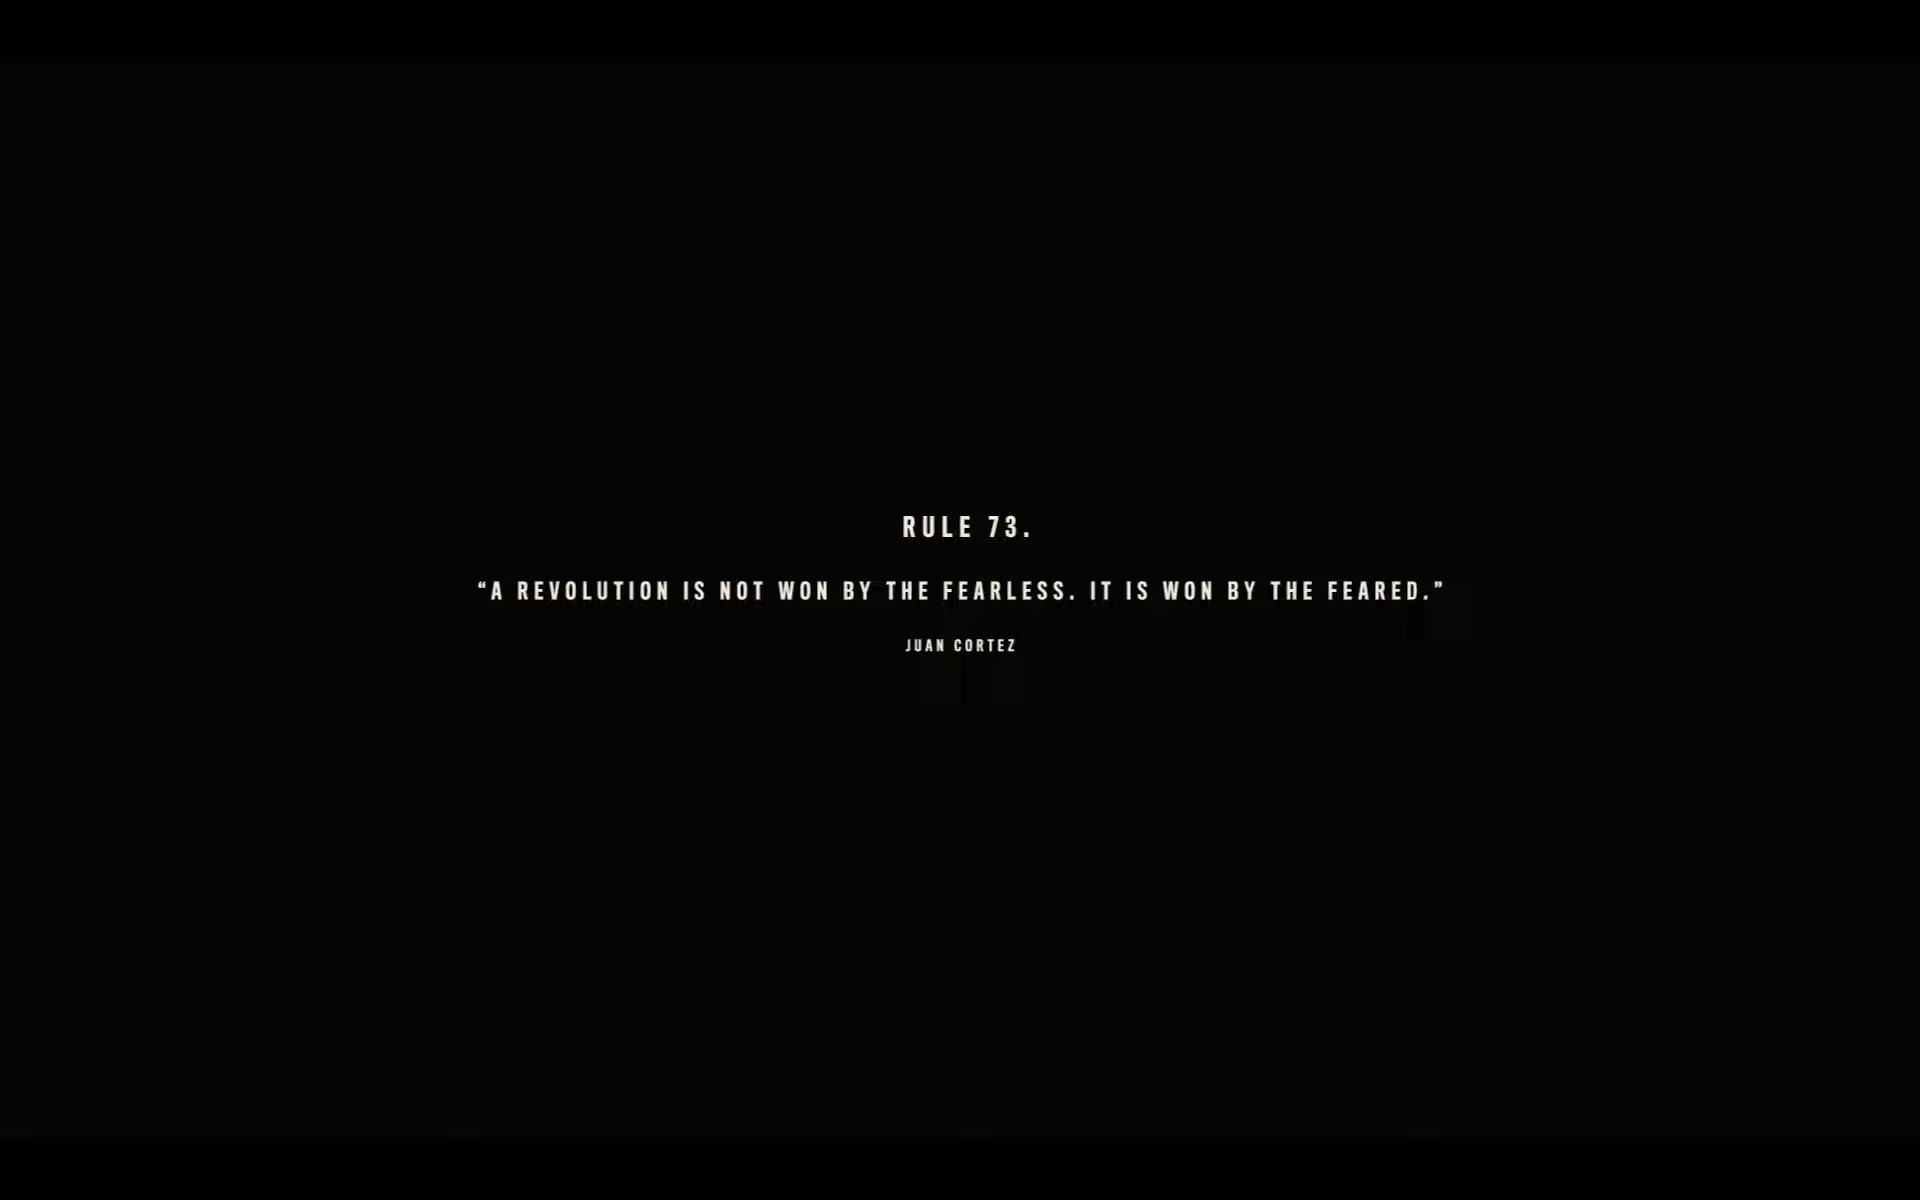 RULE 73.
“A REVOLUTION IS NOT WON BY THE FEARLESS. IT IS WON BY THE FEARED.”
JUAN CORTEZ